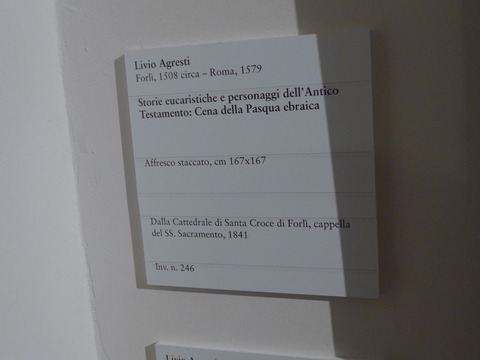 Livio Agresti
Forlì, 1508 circa – Roma, 1579
Storie eucaristiche e personaggi dell'Antico
Testamento: Cena della Pasqua ebraica
Affresco staccato, cm 167x167
Dalla Cattedrale di Santa Croce di Forlì, cappella
del SS. Sacramento, 1841
Inv. n. 246
Livio